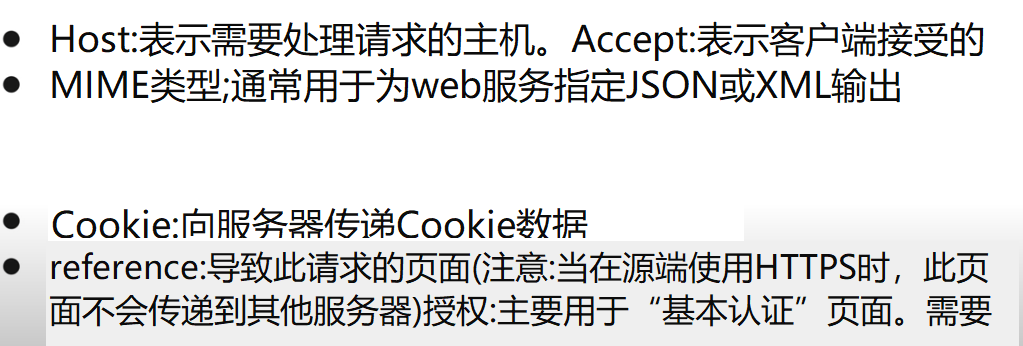 Host:表示需要处理请求的主机。Accept:表示客户端接受的
MIME类型;通常用于为web服务指定JSON或XML输出
Cookie:向服务器传递Cookie数据
reference:导致此请求的页面(注意:当在源端使用HTTPS时，此页
面不会传递到其他服务器)授权:主要用于“基本认证”页面。需要